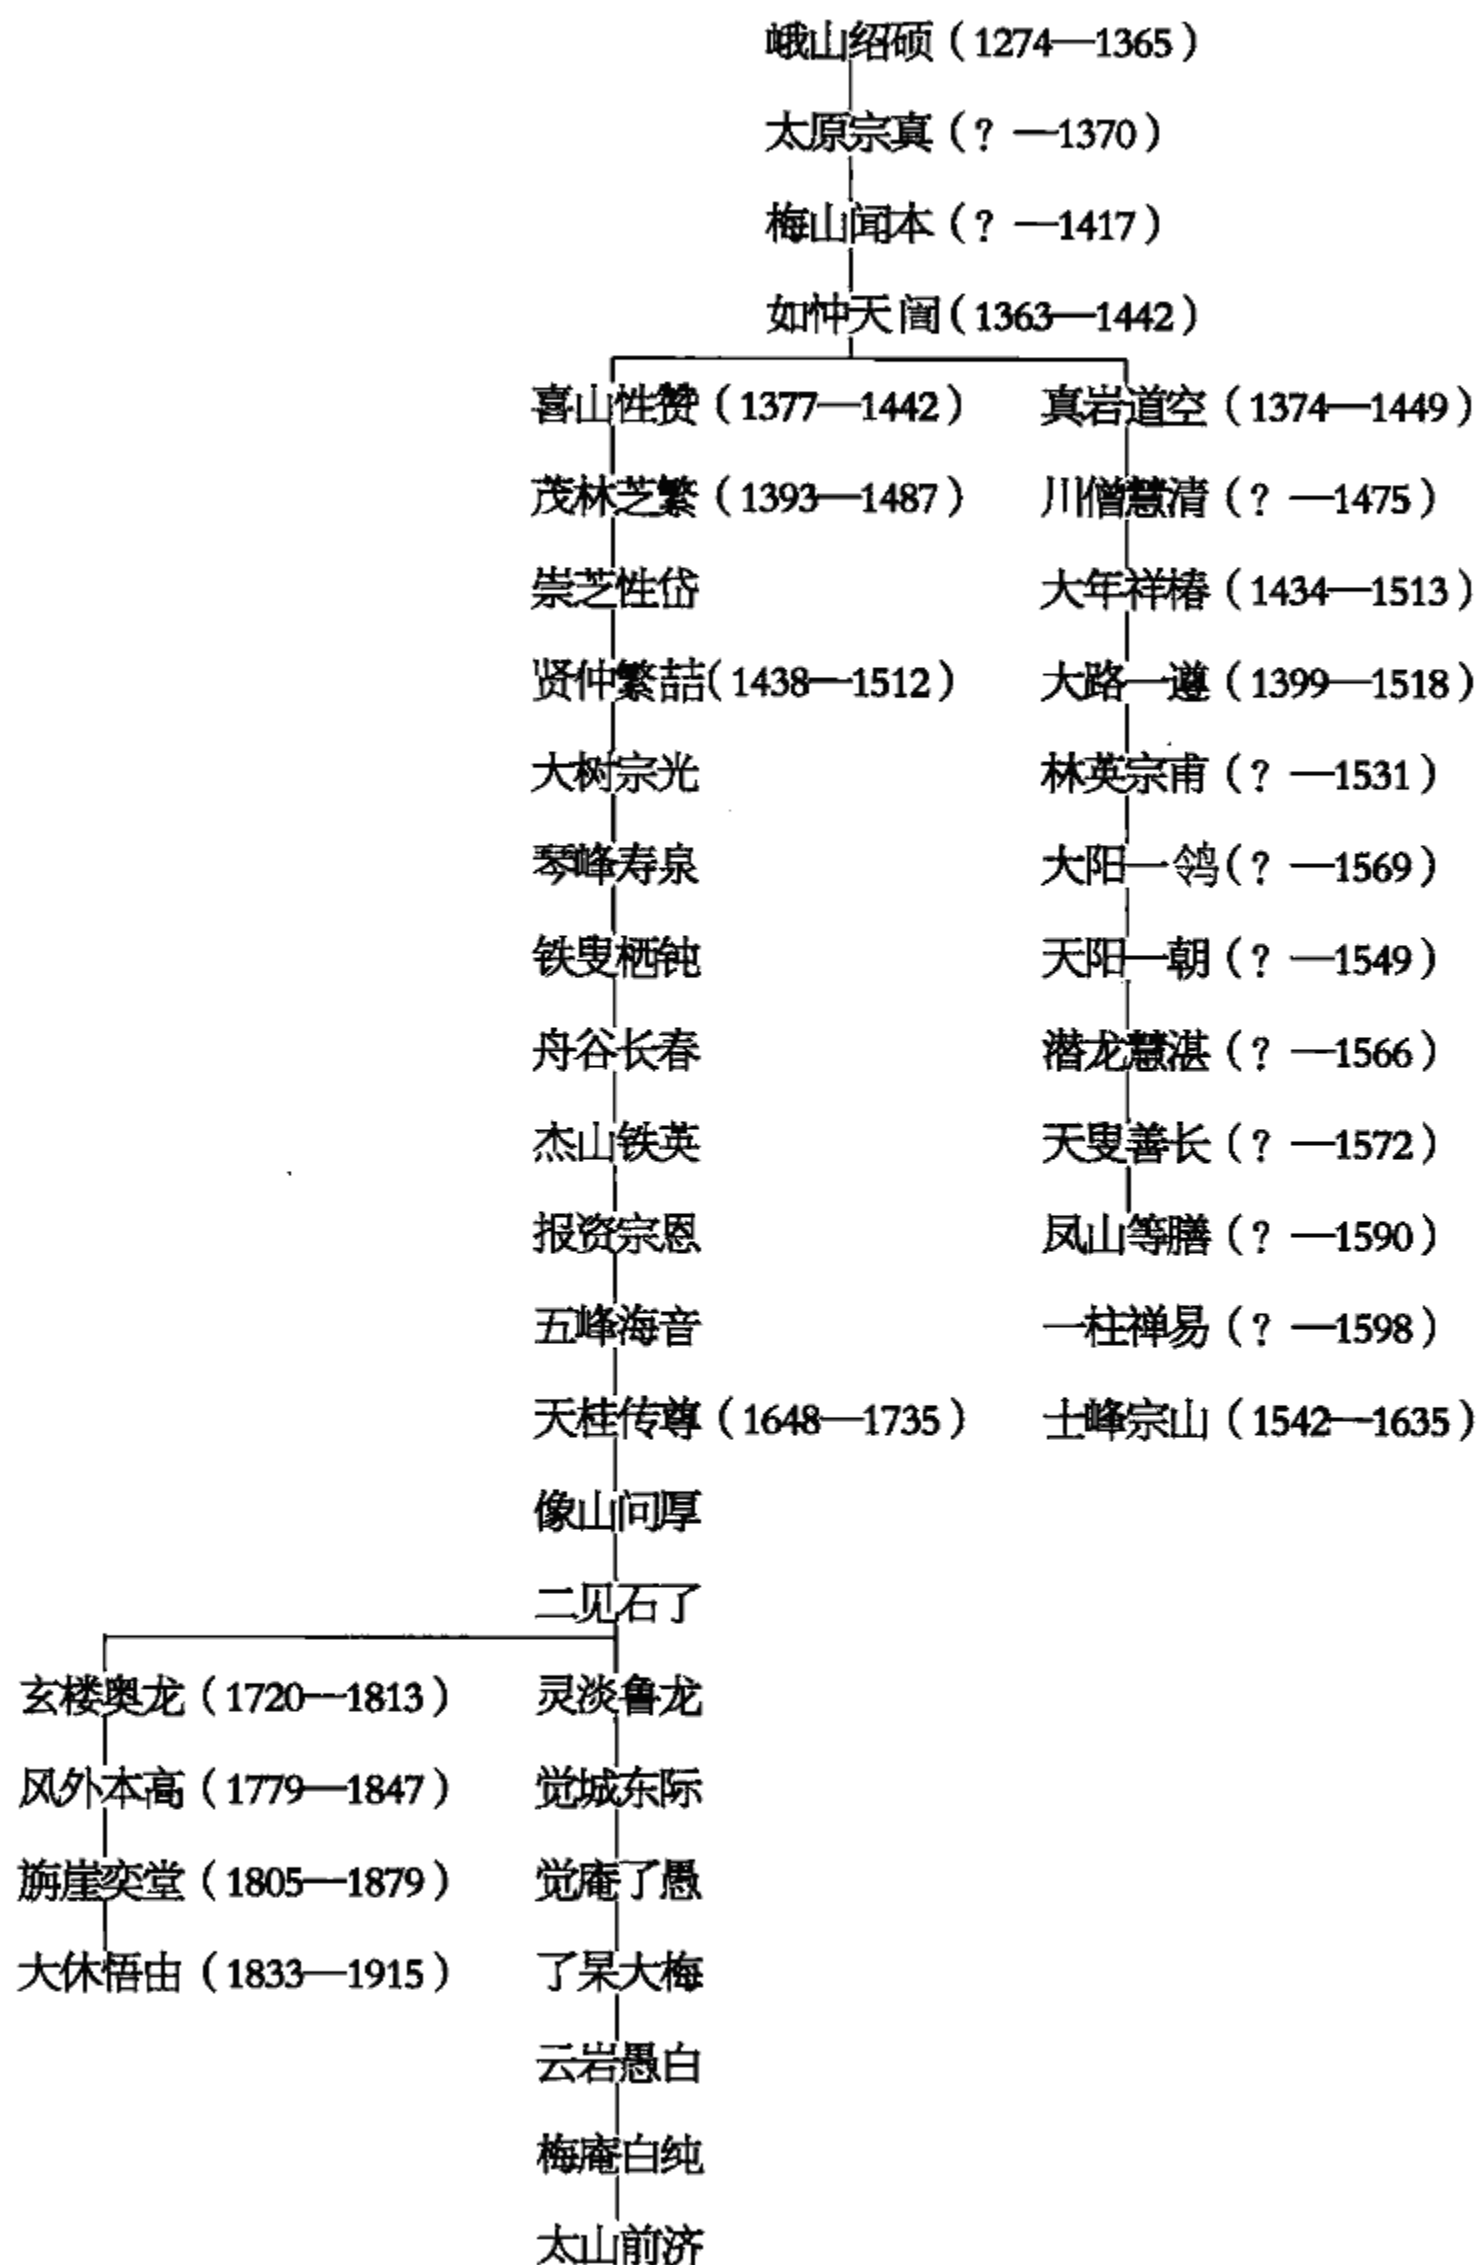 峨山绍硕（1274—1365）
太原宗真（？—1370）
梅山闻本（？—1417）
如忡天訚（1363—1442）
喜山性赞（1377—1442） 真岩道空（1374—1449）
茂林芝繁（1393—1487） 川僧慧清（？—1475）
崇芝性岱 大年祥椿（1434—1513）
贤仲繁喆（1438—1512） 大路一遵（1399—1518）
大树宗光 林英宗甫（？—1531）
琴峰寿泉 大阳一鸰（？—1569）
铁叟栖钝 天阳一朝（？—1549）
舟谷长春 潜龙慧湛（？—1566）
杰山铁英 天叟善长（？—1572）
报资宗恩 凤山等膳（？—1590）
五峰海音 一柱禅易（？—1598）
天桂传尊（1648—1735） 士峰宗山（1542—1635）
像山问厚
二见石了
玄楼奥龙（1720—1813） 灵淡鲁龙
风外本高（1779—1847） 觉城东际
旃崖奕堂（1805—1879） 觉庵了愚
大休悟由（1833—1915） 了杲大梅
云岩愚白
梅庵白纯
太山前济